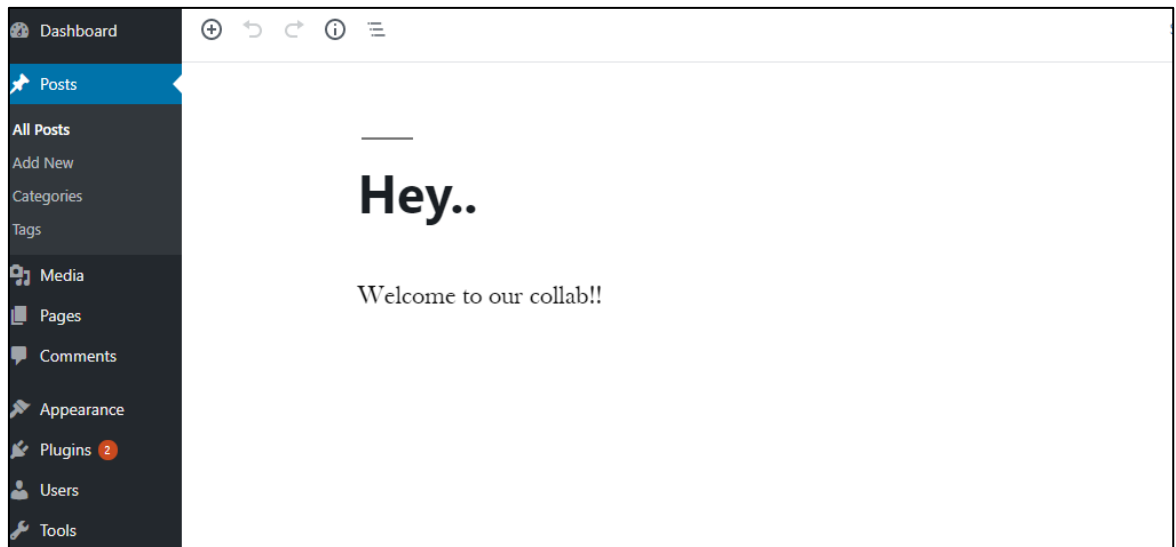 Dashboard
Posts
All Posts
Add New
Categories
Tags
Media
Pages
Comments
Appearance
Plugins 2
Users
Tools
Hey..
Welcome to our collab!!